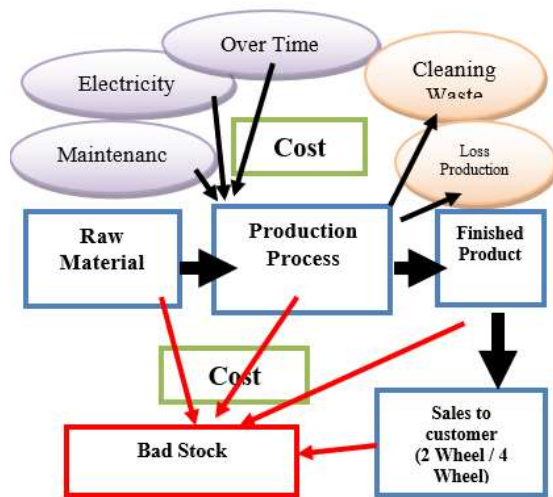 Over Time
Electricity
Maintenanc
Cleaning
Waste
Loss
Production
Cost
Raw
Material
Production
Process
Finished
Product
Cost
Bad Stock
Sales to
customer
(2 Wheel / 4
Wheel)